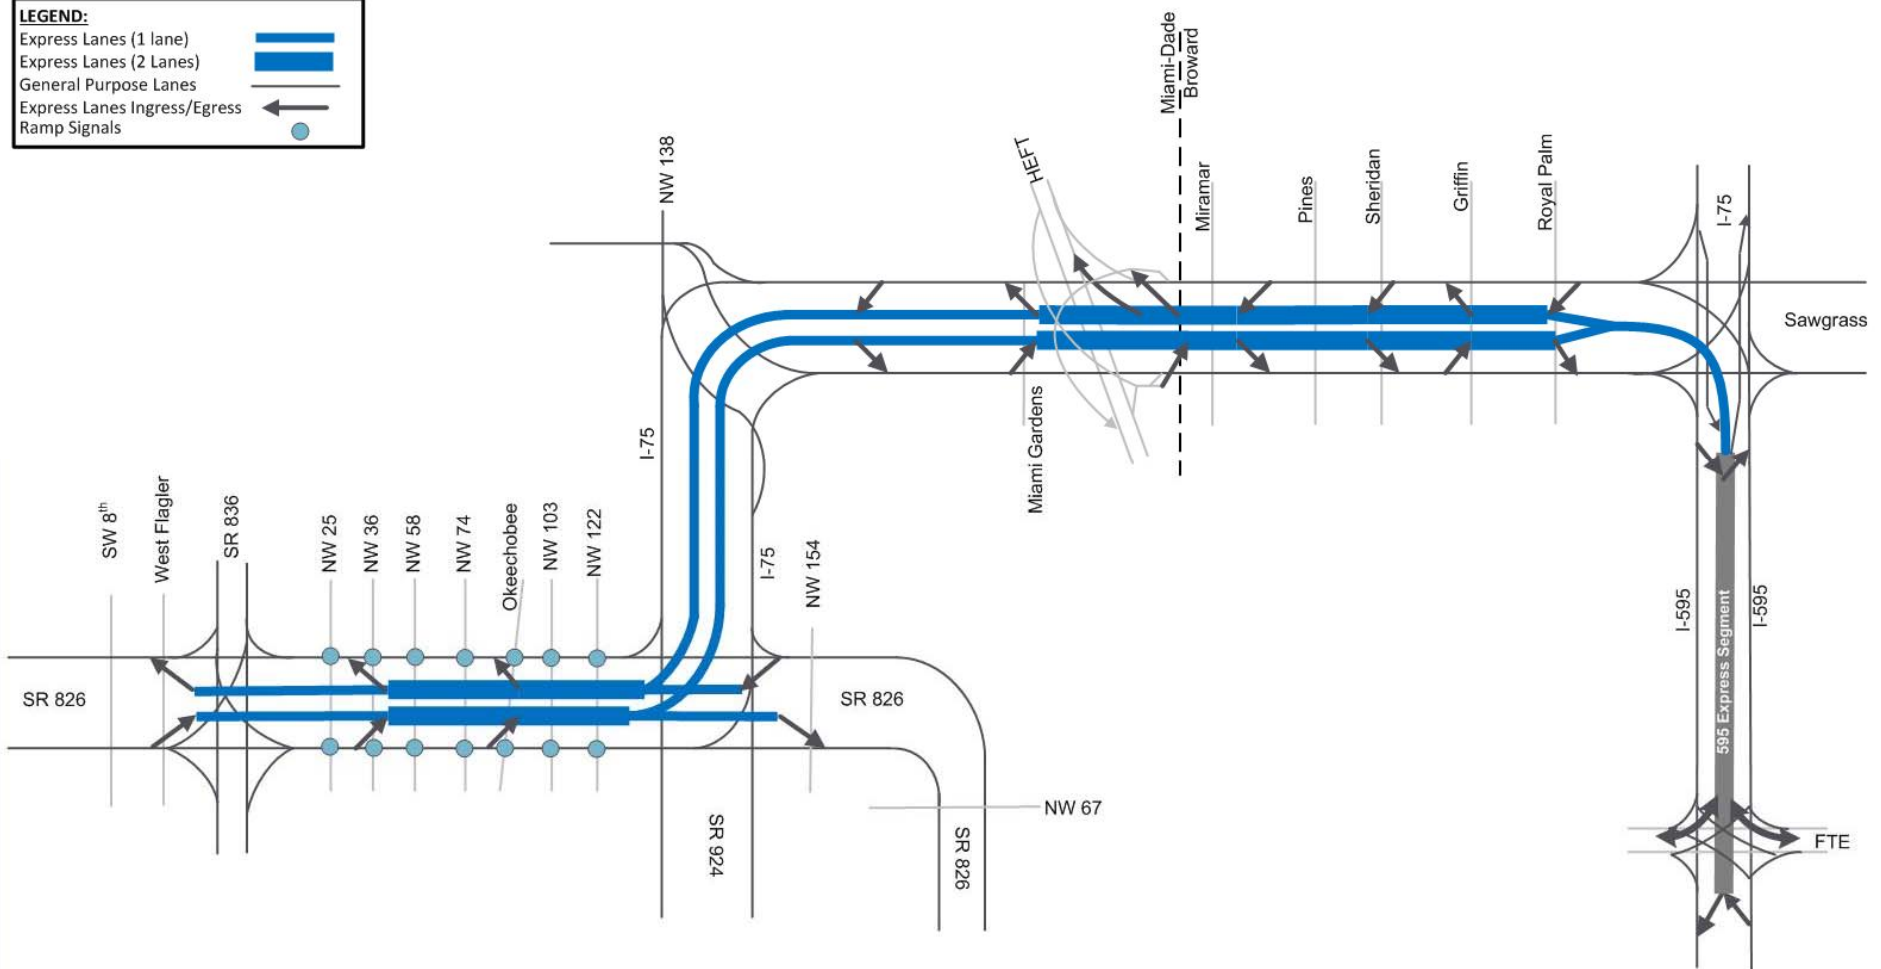 LEGEND:
Express Lanes (1 lane)
Express Lanes (2 Lanes)
General Purpose Lanes
Express Lanes Ingress/Egress
Ramp Signals
NW 138
HEFT
Miami-Dade
Broward
Miramar
Pines
Sheridan
Griffin
Royal Palm
I-75
Sawgrass
Miami Gardens
I-75
SW 8th
West Flagler
SR 836
NW 25
NW 36
NW 58
NW 74
Okeechobee
NW 103
NW 122
I-75
NW 154
I-595
595 Express Segment
I-595
SR 826
SR 826
NW 67
SR 924
SR 826
FTE